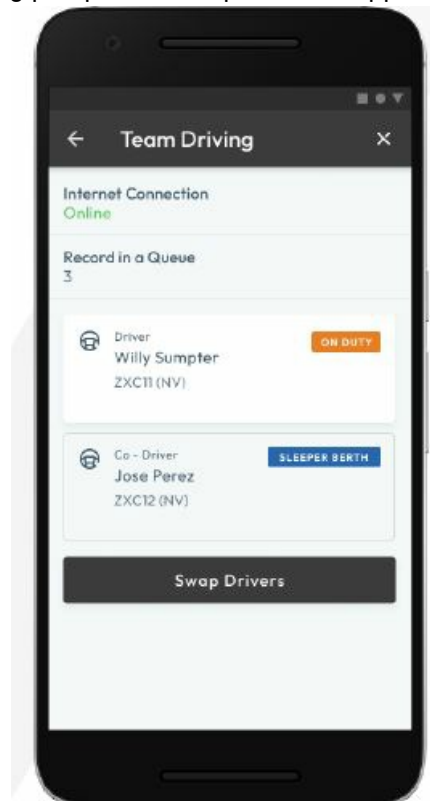 Team Driving
Internet Connection
Online
Record in a Queue
3
Driver
ON DUTY
Willy Sumpter
ZXC11 (NV)
Co - Driver
SLEEPER BERTH
Jose Perez
ZXC12 (NV)
Swap Drivers